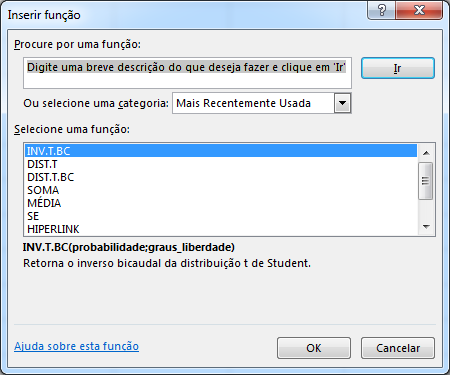 Inserir função
Procure por uma função:
Digite uma breve descrição do que deseja fazer e clique em 'Ir'
Ir
Ou selecione uma categoria: Mais Recentemente Usada
Selecione uma função:
INV.T.BC
DIST.T
DIST.T.BC
SOMA
MÉDIA
SE
HIPERLINK
INV.T.BC(probabilidade;graus_liberdade)
Retorna o inverso bicaudal da distribuição t de Student.
Ajuda sobre esta função
OK
Cancelar